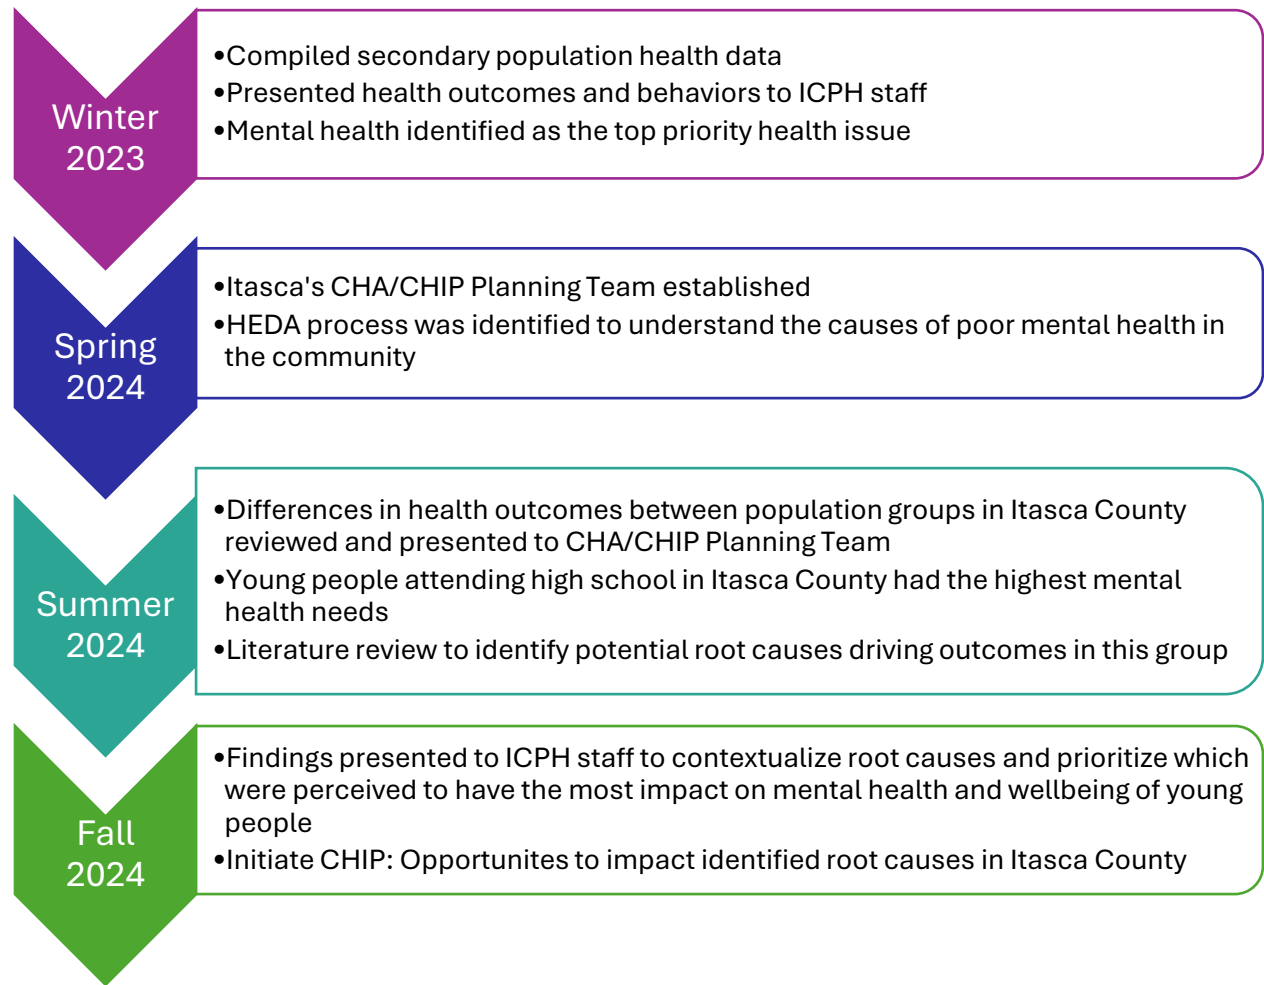 Winter
2023
•Compiled secondary population health data
•Presented health outcomes and behaviors to ICPH staff
•Mental health identified as the top priority health issue
Spring
2024
•Itasca's CHA/CHIP Planning Team established
•HEDA process was identified to understand the causes of poor mental health in
the community
Summer
2024
•Differences in health outcomes between population groups in Itasca County
reviewed and presented to CHA/CHIP Planning Team
•Young people attending high school in Itasca County had the highest mental
health needs
•Literature review to identify potential root causes driving outcomes in this group
Fall
2024
•Findings presented to ICPH staff to contextualize root causes and prioritize which
were perceived to have the most impact on mental health and wellbeing of young
people
•Initiate CHIP: Opportunites to impact identified root causes in Itasca County